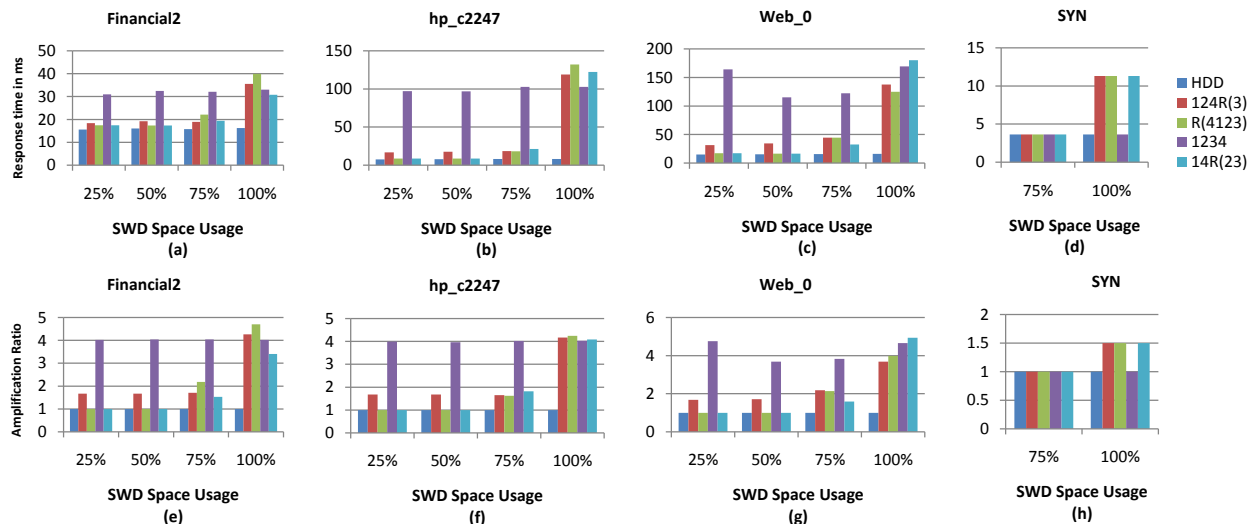 Financial2
hp_c2247
Web_0
SYN
Response time in ms
50
40
30
20
10
0
25% 50% 75% 100%
SWD Space Usage
(a)
150
100
50
0
25% 50% 75% 100%
SWD Space Usage
(b)
200
150
100
50
0
25% 50% 75% 100%
SWD Space Usage
(c)
15
10
5
0
75% 100%
SWD Space Usage
(d)
HDD
124R(3)
R(4123)
1234
14R(23)
Financial2
hp_c2247
Web_0
SYN
Amplification Ratio
5
4
3
2
1
0
25% 50% 75% 100%
SWD Space Usage
(e)
5
4
3
2
1
0
25% 50% 75% 100%
SWD Space Usage
(f)
6
4
2
0
25% 50% 75% 100%
SWD Space Usage
(g)
2
1.5
1
0.5
0
75% 100%
SWD Space Usage
(h)